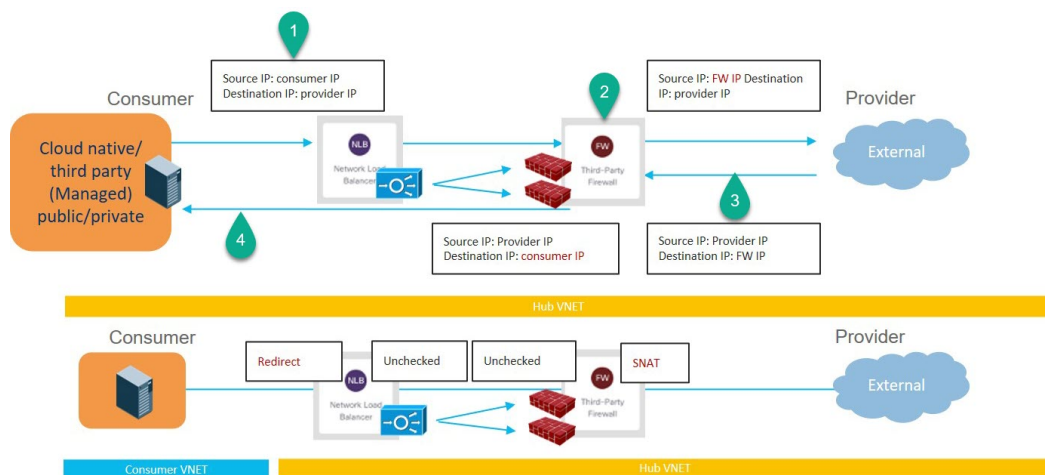 1
Source IP: consumer IP
Destination IP: provider IP
Source IP: FW IP Destination
IP: provider IP
Consumer
2
Provider
Cloud native/
third party
(Managed)
public/private
NLB
Network Load
Balancer
FW
Third-Party
Firewall
External
4
3
Source IP: Provider IP
Destination IP: consumer IP
Source IP: Provider IP
Destination IP: FW IP
Hub VNET
Consumer
Provider
Redirect
Unchecked
Unchecked
SNAT
NLB
Network Load
Balancer
FW
Third-Party
Firewall
External
Consumer VNET
Hub VNET